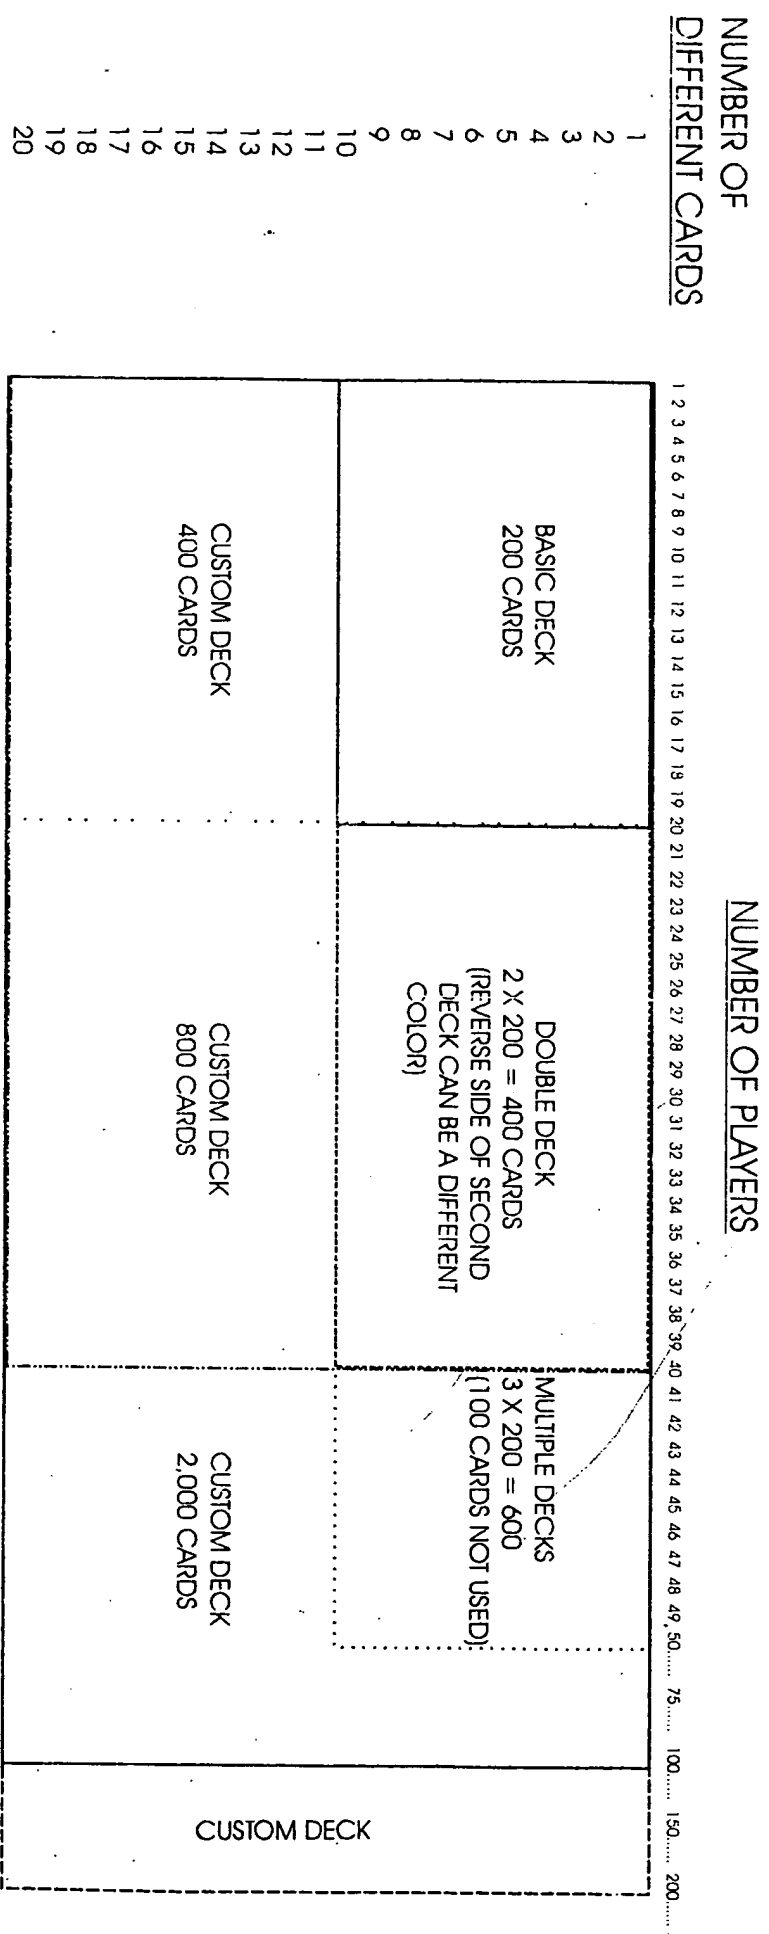 NUMBER OF PLAYERS
NUMBER OF
DIFFERENT CARDS
1 2 3 4 5 6 7 8 9 10 11 12 13 14 15 16 17 18 19 20 21 22 23 24 25 26 27 28 29 30 31 32 33 34 35 36 37 38 39 40 41 42 43 44 45 46 47 48 49 50...... 75...... 100...... 150...... 200......
1
2
3
4
5
6
7
8
9
10
11
12
13
14
15
16
17
18
19
20
BASIC DECK
200 CARDS
DOUBLE DECK
2 X 200 = 400 CARDS
(REVERSE SIDE OF SECOND
DECK CAN BE A DIFFERENT
COLOR)
MULTIPLE DECKS
3 X 200 = 600
(100 CARDS NOT USED)
CUSTOM DECK
400 CARDS
CUSTOM DECK
800 CARDS
CUSTOM DECK
2,000 CARDS
CUSTOM DECK